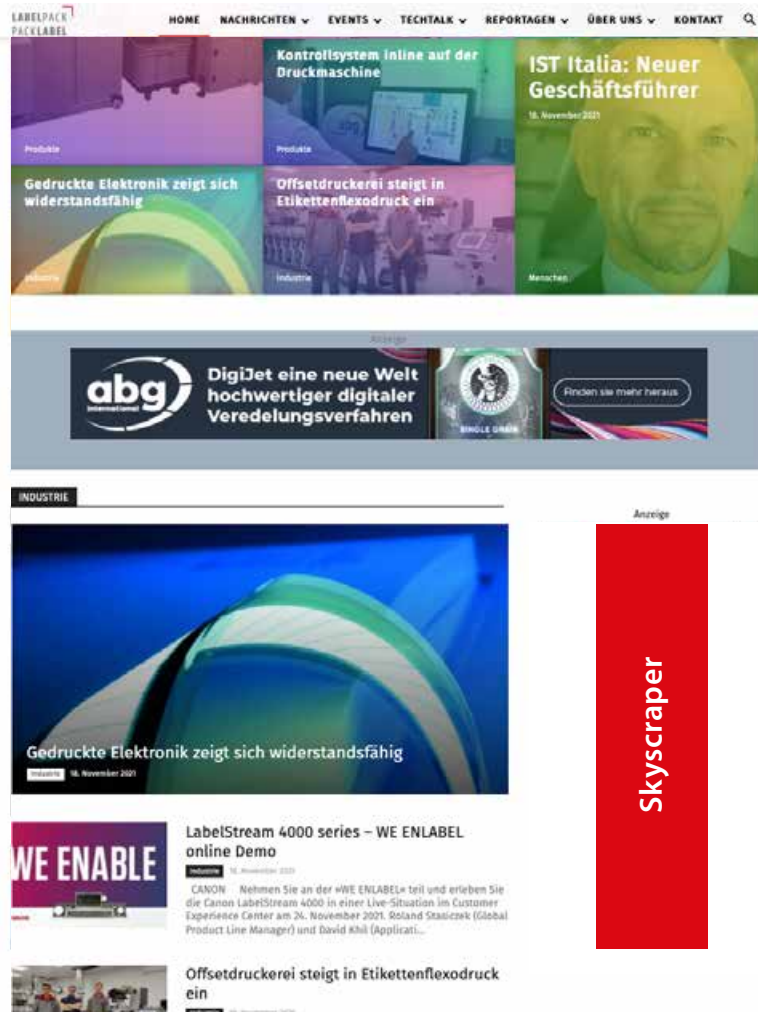 LABELPACK
PACKLABEL
HOME NACHRICHTEN EVENTS TECHTALK REPORTAGEN ÜBER UNS KONTAKT
Produkte
Kontrollsystem inline auf der
Druckmaschine
abg
Produkte
IST Italia: Neuer
Geschäftsführer
18. November 2021
Menschen
Gedruckte Elektronik zeigt sich
widerstandsfähig
Industrie
Offsetdruckerei steigt in
Etikettenflexodruck ein
Industrie
Anzeige
abg
international
DigiJet eine neue Welt
hochwertiger digitaler
Veredelungsverfahren
SINGLE GRAIN
Finden sie mehr heraus
INDUSTRIE
Anzeige
Gedruckte Elektronik zeigt sich widerstandsfähig
Industrie 18. November 2021
Skyscraper
WE ENABLE
LabelStream 4000 series – WE ENLABEL
online Demo
Industrie 18. November 2021
CANON Nehmen Sie an der »WE ENLABEL« teil und erleben Sie
die Canon LabelStream 4000 in einer Live-Situation im Customer
Experience Center am 24. November 2021. Roland Stasiczek (Global
Product Line Manager) und David Khil (Applicati...
Offsetdruckerei steigt in Etikettenflexodruck
ein